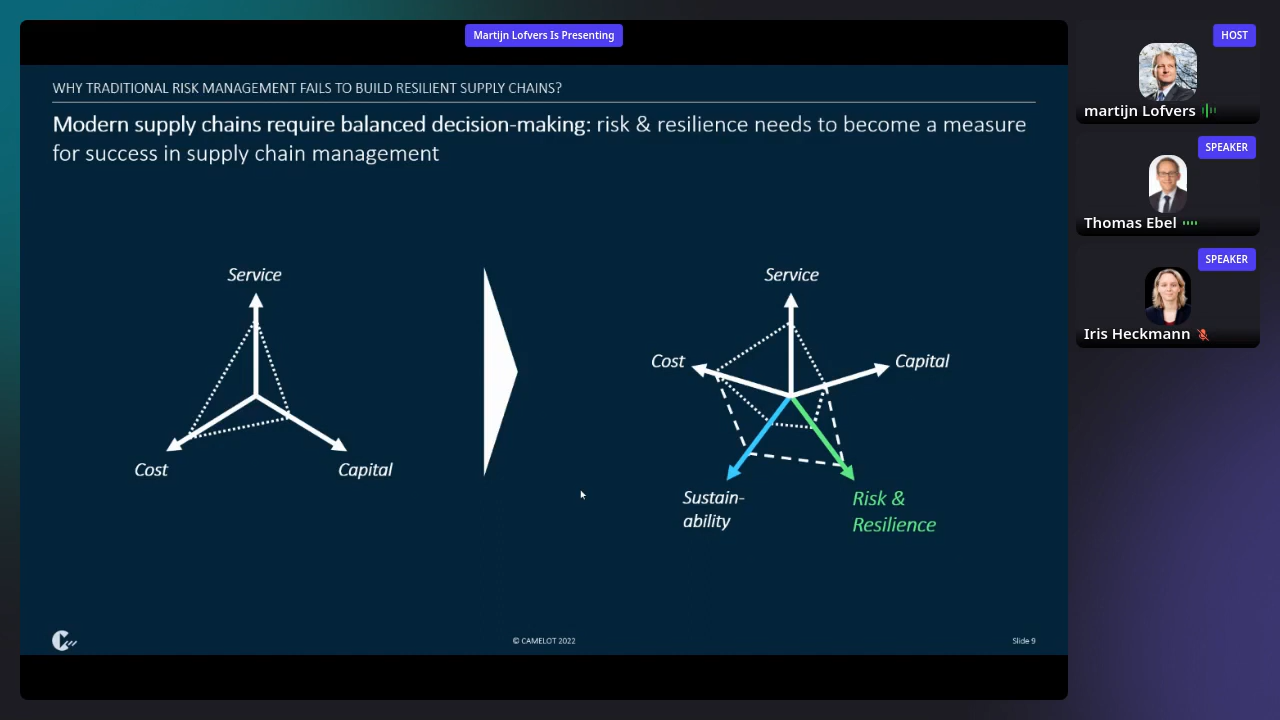 Martijn Lofvers Is Presenting
WHY TRADITIONAL RISK MANAGEMENT FAILS TO BUILD RESILIENT SUPPLY CHAINS?
Modern supply chains require balanced decision-making: risk & resilience needs to become a measure
for success in supply chain management
Service
Cost
Capital
Service
Cost
Capital
Sustain-
ability
Risk &
Resilience
© CAMELOT 2022
Slide 9
HOST
martijn Lofvers
SPEAKER
Thomas Ebel
SPEAKER
Iris Heckmann